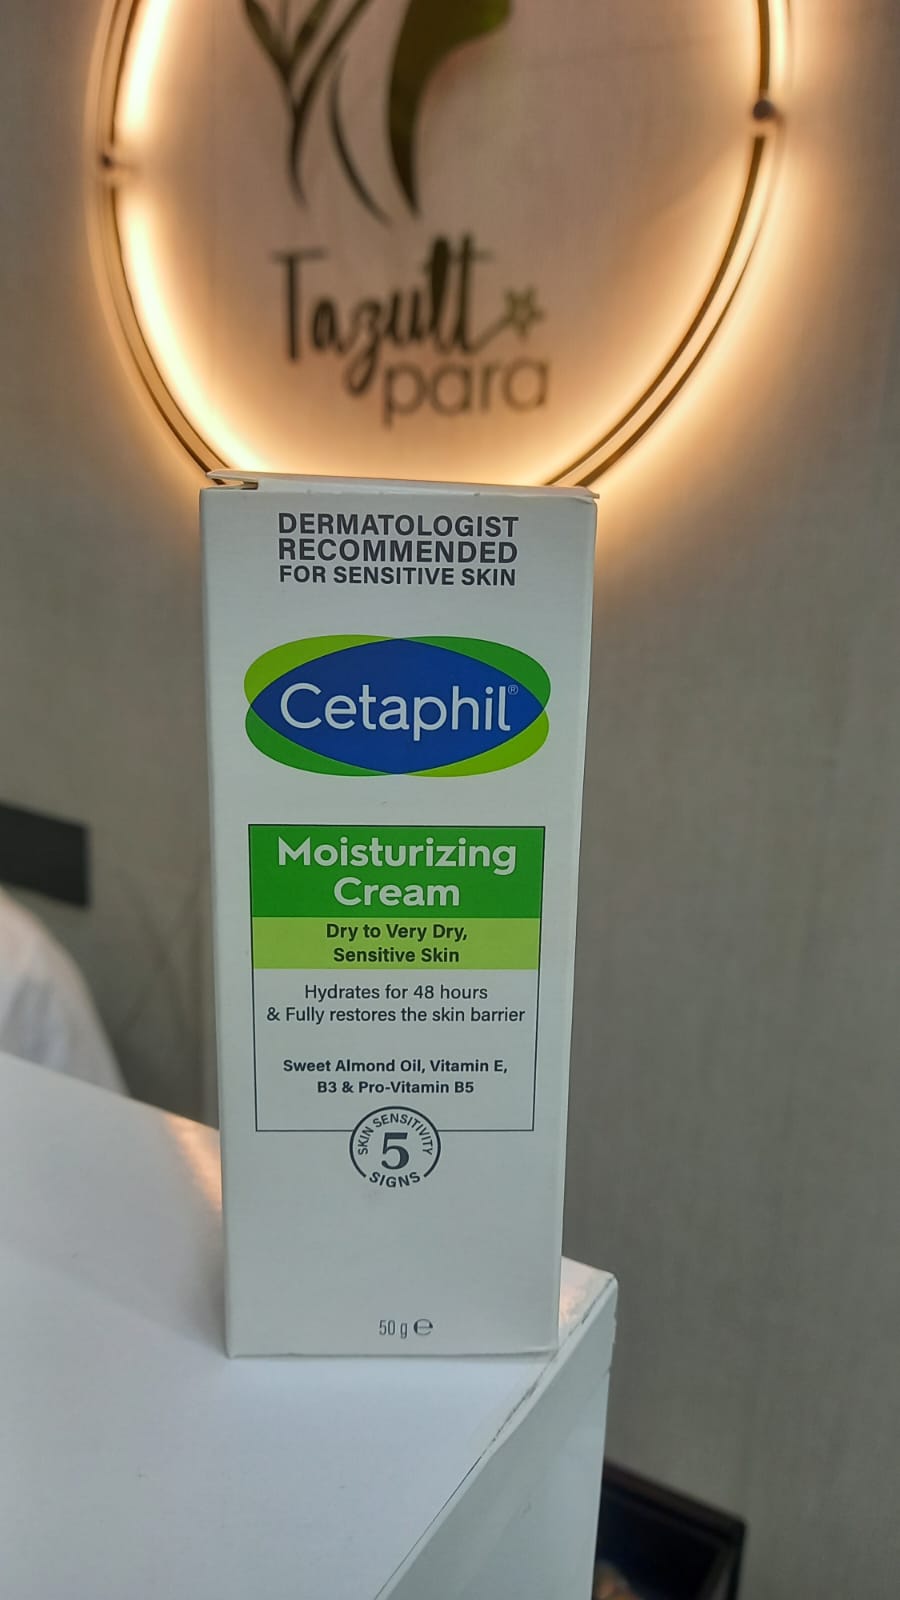 Tazult
para
DERMATOLOGIST
RECOMMENDED
FOR SENSITIVE SKIN
Cetaphil®
Moisturizing
Cream
Dry to Very Dry,
Sensitive Skin
Hydrates for 48 hours
& Fully restores the skin barrier
Sweet Almond Oil, Vitamin E,
B3 & Pro-Vitamin B5
SKIN SENSITIVITY
5
SIGNS
50 g ℮